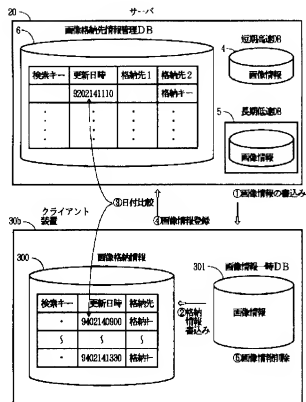 20
サーバ
6
画像格納先情報管理DB
検索キー 更新日時 格納先1 格納先2
9202141110 格納キー
短期高速DB
4
画像情報
長期低速DB
5
画像情報
③日付比較
④画像情報登録
①画像情報の書込み
30b
クライアント装置
300
画像格納情報
検索キー 更新日時 格納先
9402140900 格納キー
9402141330 格納キー
②格納情報書込み
301
画像情報一時DB
画像情報
⑤画像情報削除